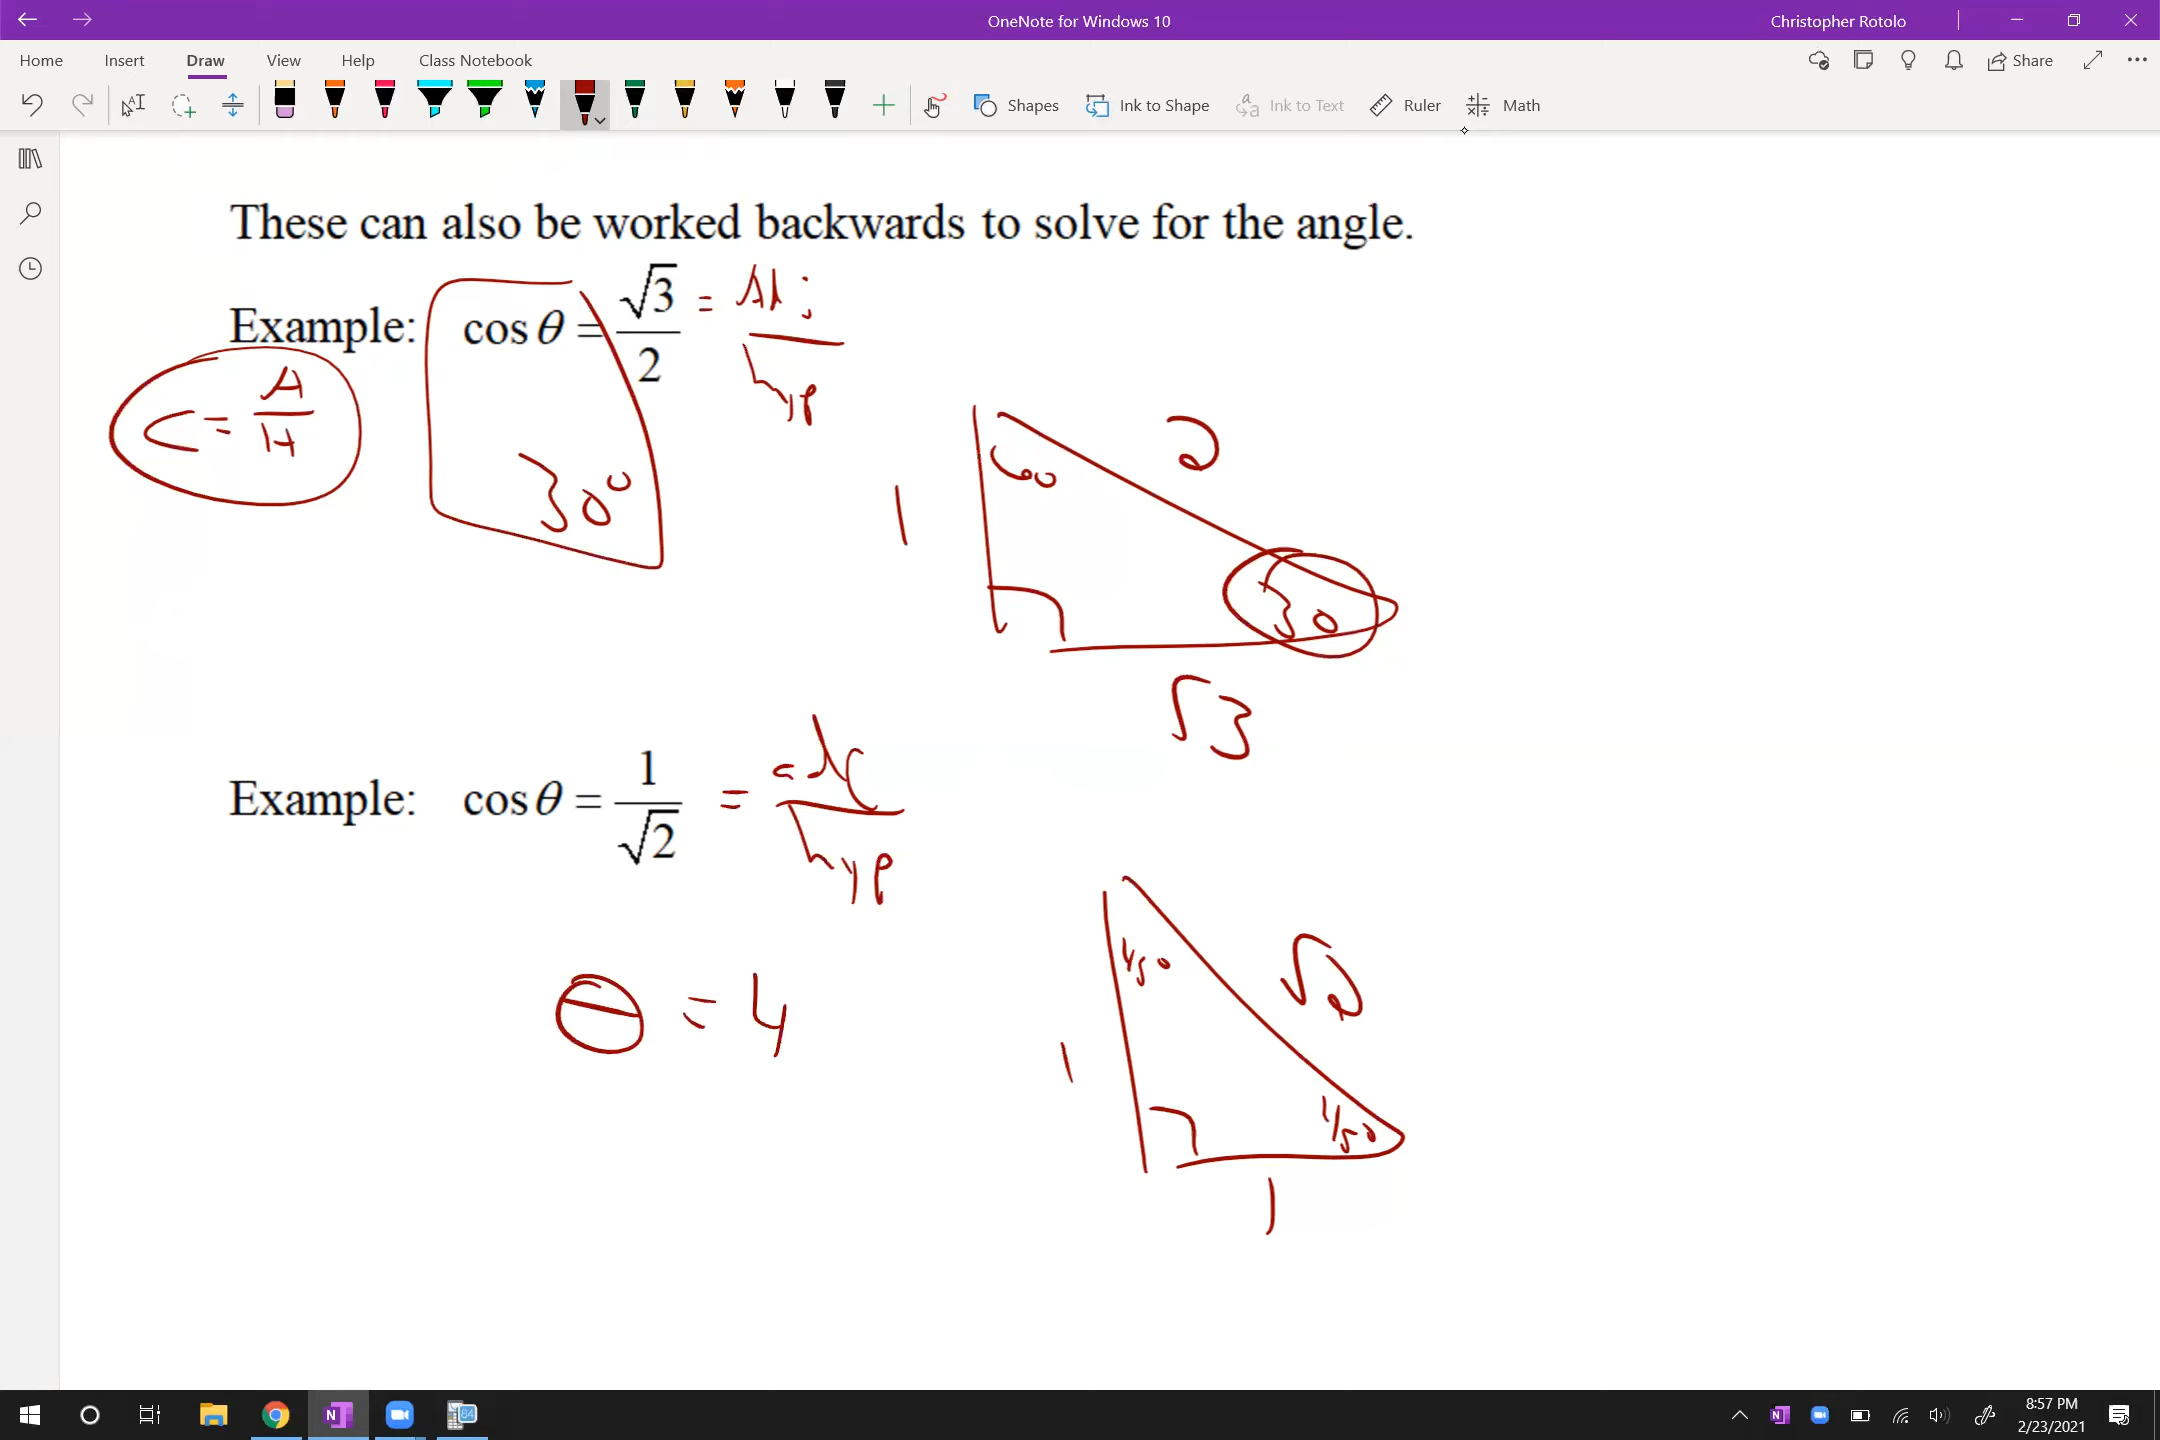 OneNote for Windows 10
Christopher Rotolo
Home Insert Draw View Help Class Notebook
Share
Shapes Ink to Shape Ink to Text Ruler Math
These can also be worked backwards to solve for the angle.
Example: cos θ = √3/2 = Adj/hyp
C = A/H
30°
60
2
1
30
√3
Example: cos θ = 1/√2 = adj/hyp
θ = 4
45°
√2
1
45°
1
84
8:57 PM
2/23/2021